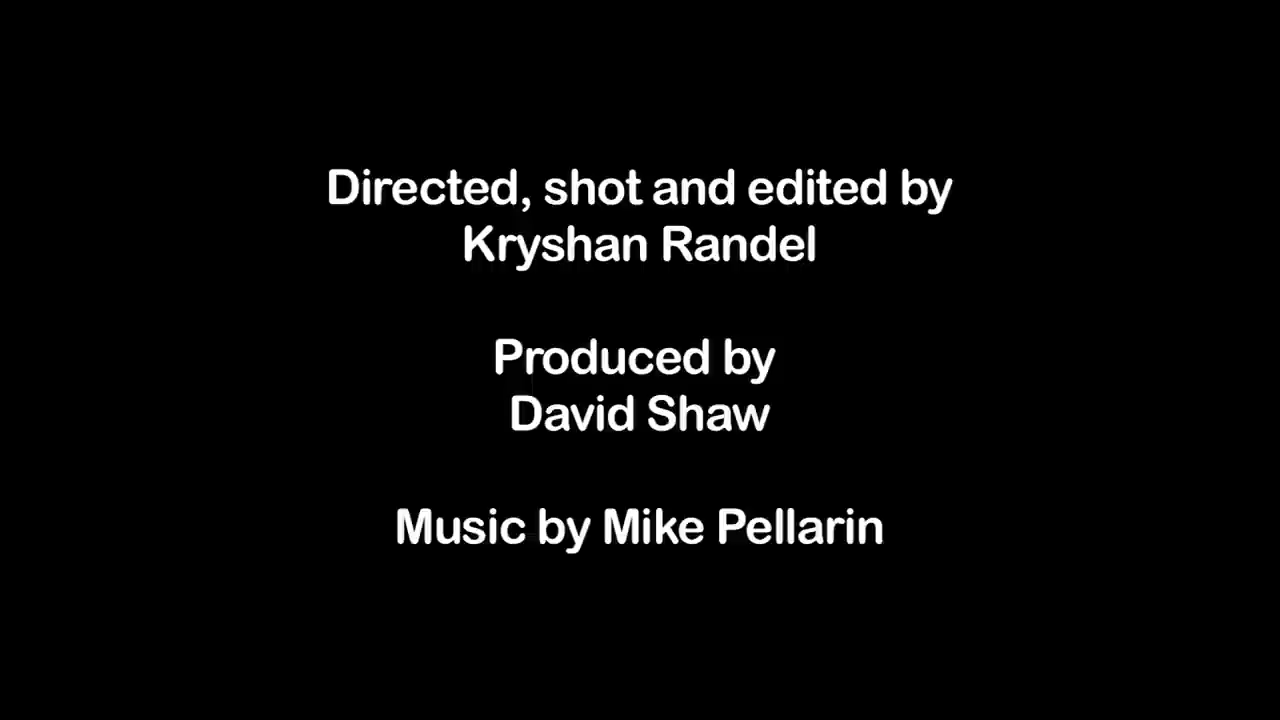 Directed, shot and edited by
Kryshan Randel
Produced by
David Shaw
Music by Mike Pellarin